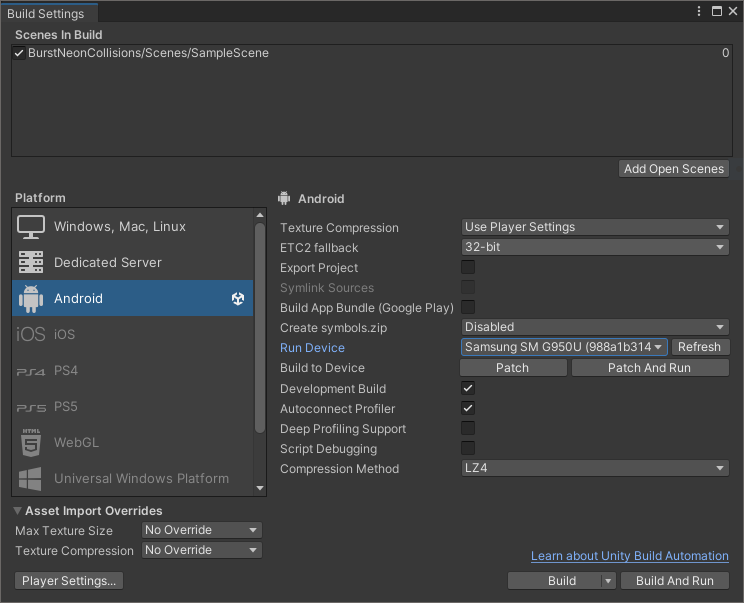 Build Settings
Scenes In Build
BurstNeonCollisions/Scenes/SampleScene 0
Add Open Scenes
Platform
Windows, Mac, Linux
Dedicated Server
Android
iOS iOS
PS4 PS4
PS5 PS5
HTML
5
WebGL
Universal Windows Platform
Android
Texture Compression Use Player Settings
ETC2 fallback 32-bit
Export Project
Symlink Sources
Build App Bundle (Google Play)
Create symbols.zip Disabled
Run Device Samsung SM G950U (988a1b314 Refresh
Build to Device Patch Patch And Run
Development Build
Autoconnect Profiler
Deep Profiling Support
Script Debugging
Compression Method LZ4
Asset Import Overrides
Max Texture Size No Override
Texture Compression No Override
Learn about Unity Build Automation
Player Settings... Build Build And Run